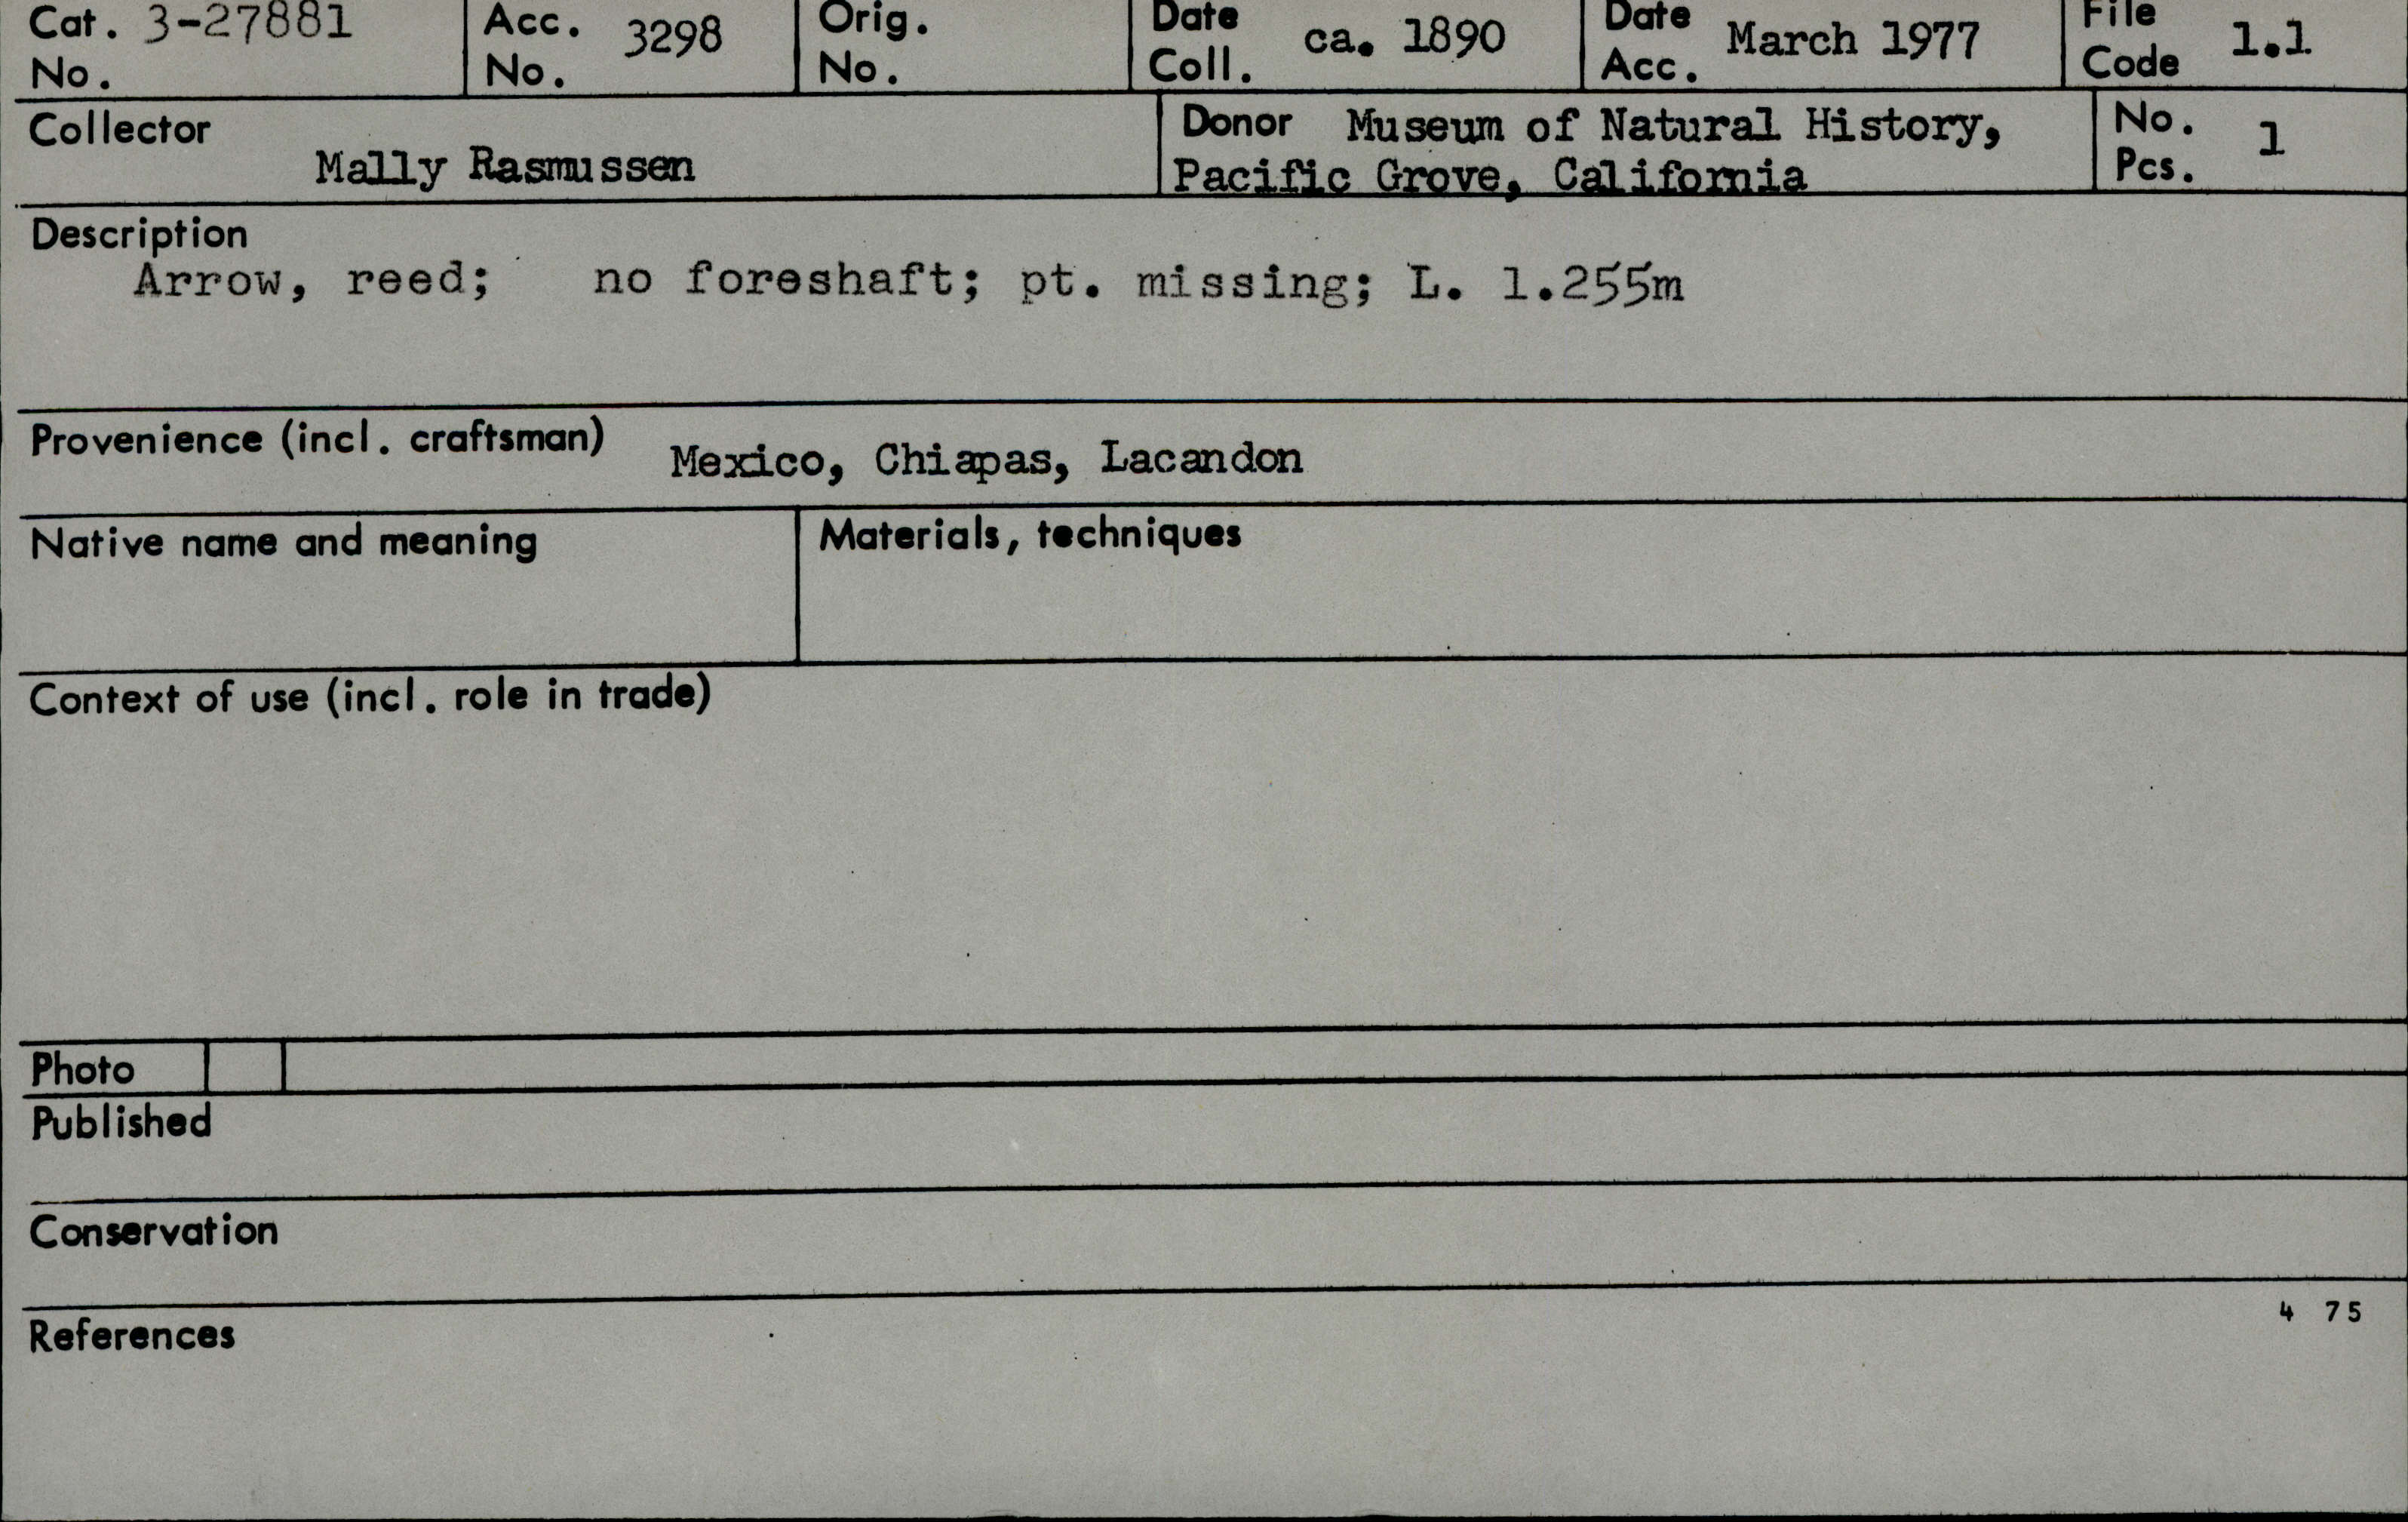 Cat. No. 3-27881
Acc. No. 3298
Orig. No.
Date Coll. ca. 1890
Date Acc. March 1977
File Code 1.1
Collector
Mally Rasmussen
Donor Museum of Natural History,
Pacific Grove, California
No. Pcs. 1
Description
Arrow, reed; no foreshaft; pt. missing; L. 1.255m
Provenience (incl. craftsman) Mexico, Chiapas, Lacandon
Native name and meaning
Materials, techniques
Context of use (incl. role in trade)
Photo
Published
Conservation
References
4 75